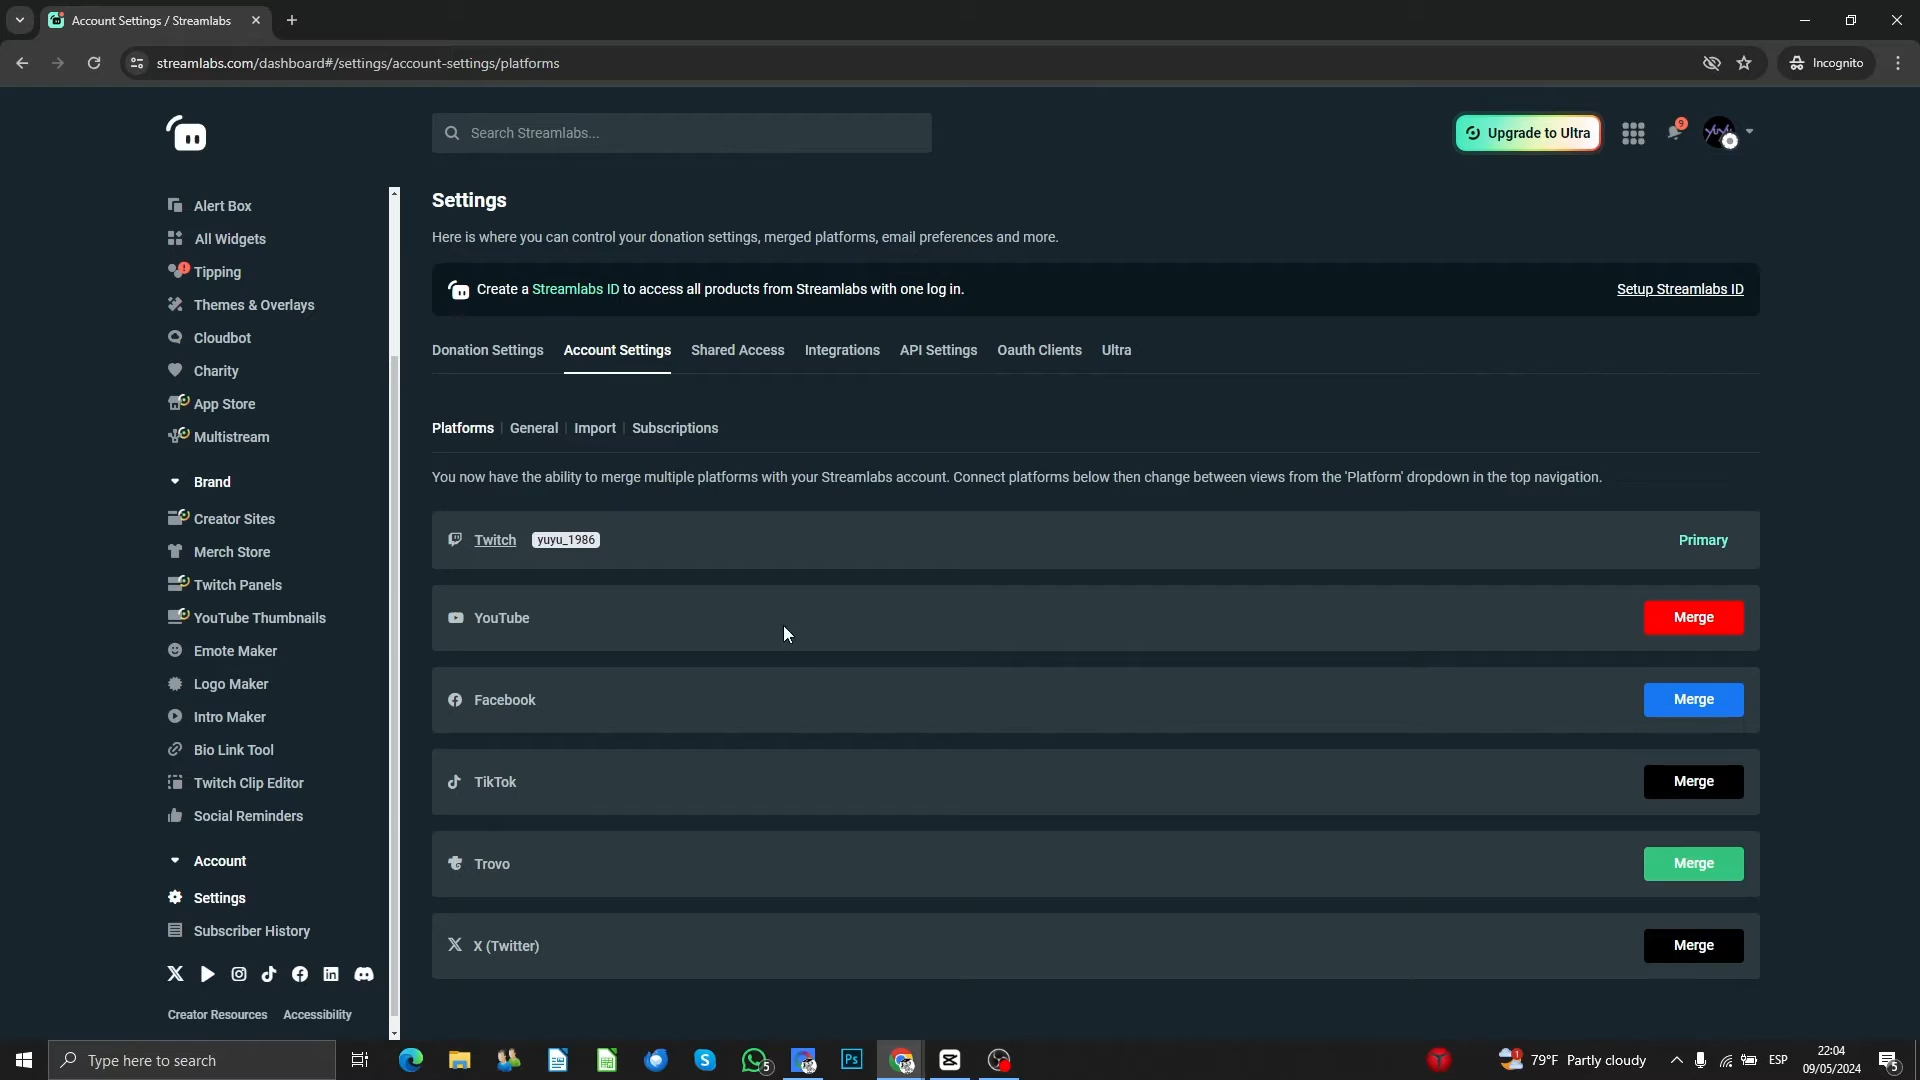 Account Settings / Streamlabs
streamlabs.com/dashboard#/settings/account-settings/platforms
Incognito
Search Streamlabs...
Upgrade to Ultra
9
Alert Box
All Widgets
Tipping
Themes & Overlays
Cloudbot
Charity
App Store
Multistream
Brand
Creator Sites
Merch Store
Twitch Panels
YouTube Thumbnails
Emote Maker
Logo Maker
Intro Maker
Bio Link Tool
Twitch Clip Editor
Social Reminders
Account
Settings
Subscriber History
Creator Resources Accessibility
Settings
Here is where you can control your donation settings, merged platforms, email preferences and more.
Create a Streamlabs ID to access all products from Streamlabs with one log in.
Setup Streamlabs ID
Donation Settings Account Settings Shared Access Integrations API Settings Oauth Clients Ultra
Platforms | General | Import | Subscriptions
You now have the ability to merge multiple platforms with your Streamlabs account. Connect platforms below then change between views from the 'Platform' dropdown in the top navigation.
Twitch yuyu_1986 Primary
YouTube Merge
Facebook Merge
TikTok Merge
Trovo Merge
X (Twitter) Merge
Type here to search
5
Ps
1
79°F Partly cloudy
ESP
22:04
09/05/2024
5